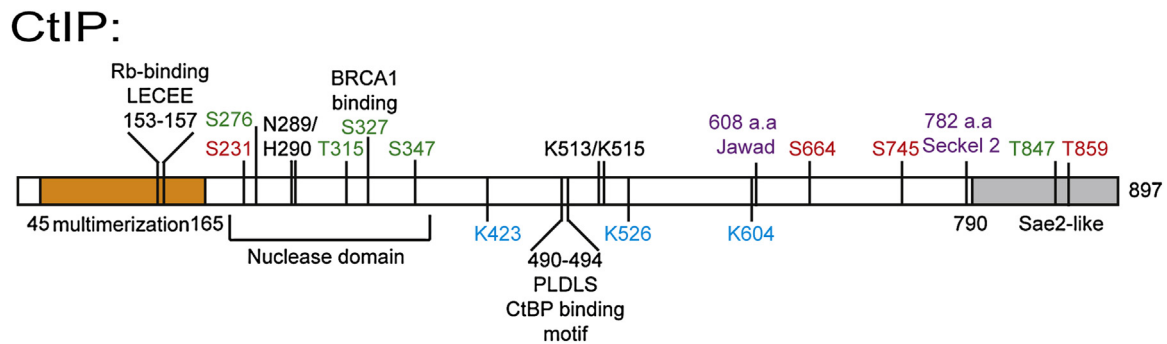 CtIP:
Rb-binding
LECEE
153-157
S276
S231
N289/
H290
BRCA1
binding
S327
T315
S347
K513/K515
608 a.a
Jawad
S664
S745
782 a.a
Seckel 2
T847
T859
897
45 multimerization 165
Nuclease domain
K423
490-494
PLDLS
CtBP binding
motif
K526
K604
790
Sae2-like